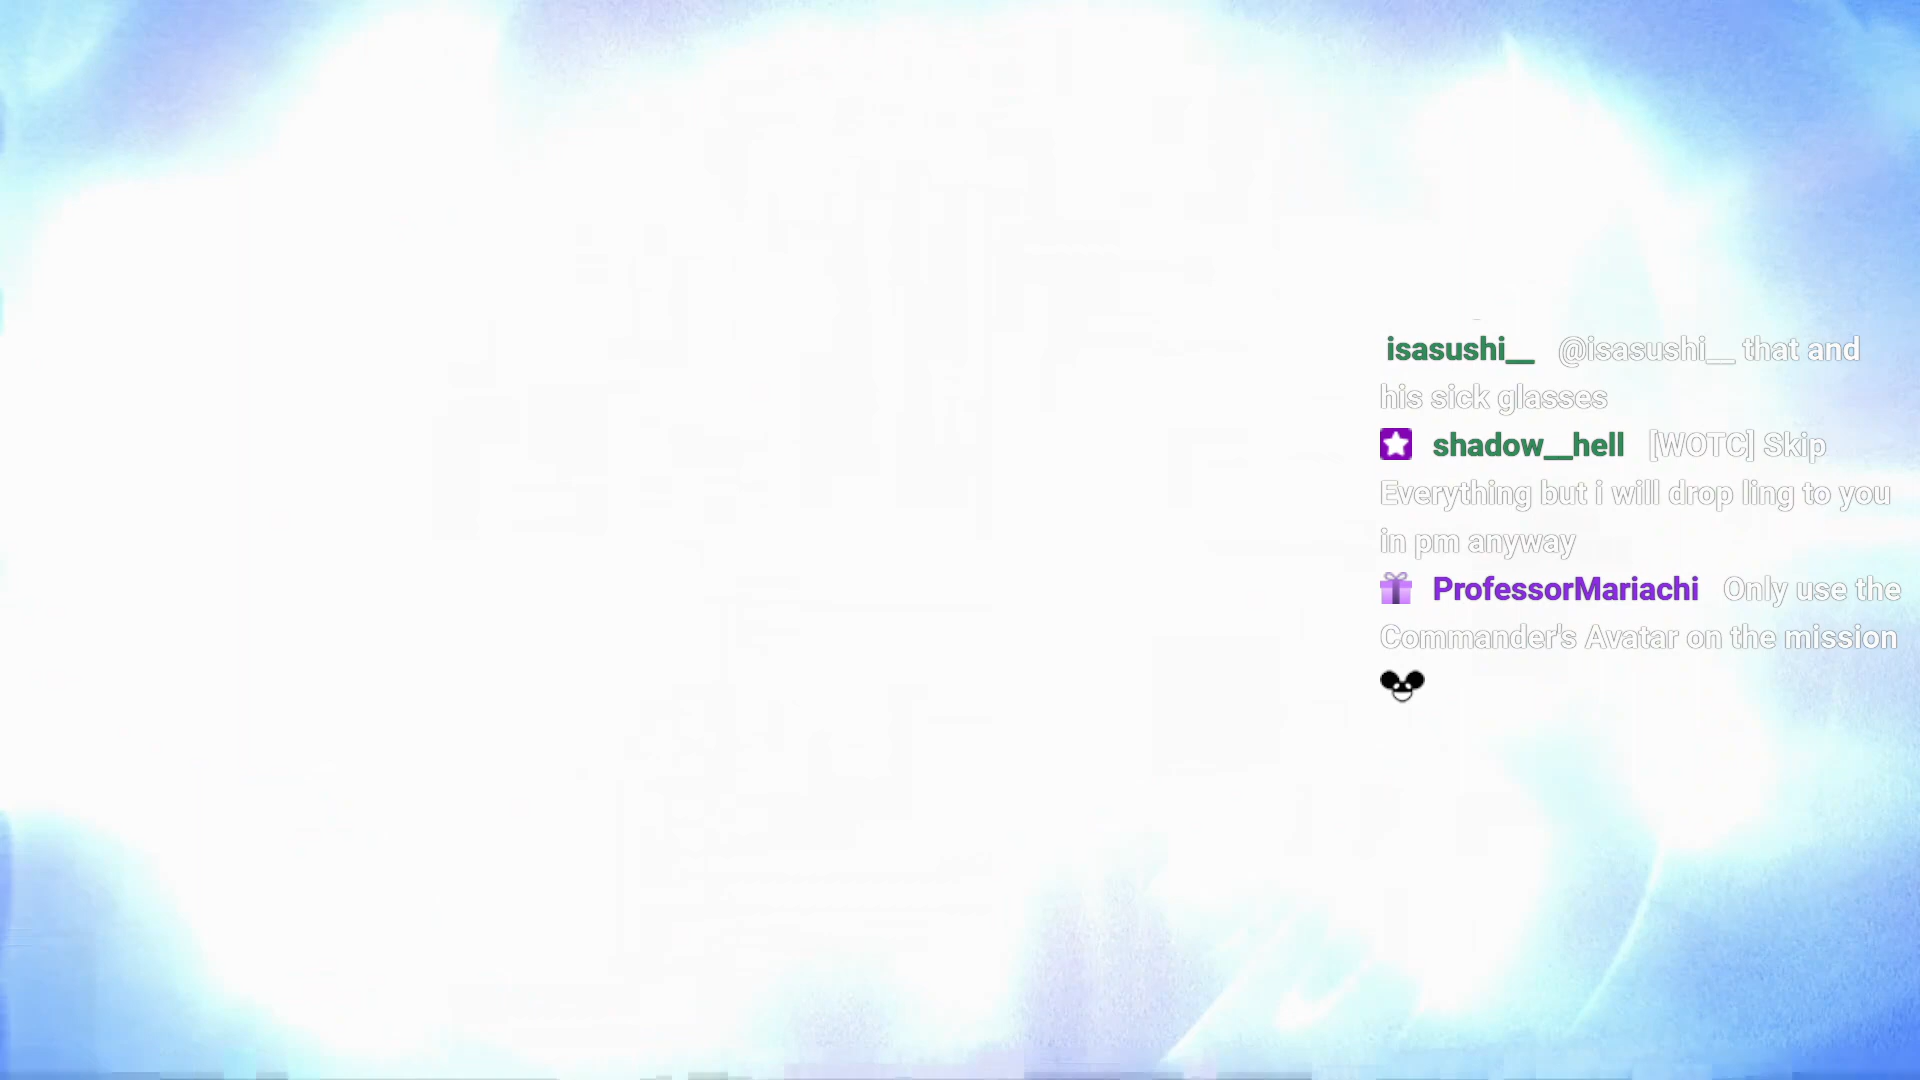 isasushi__ @isasushi__ that and
his sick glasses
shadow__hell [WOTC] Skip
Everything but i will drop ling to you
in pm anyway
ProfessorMariachi Only use the
Commander's Avatar on the mission